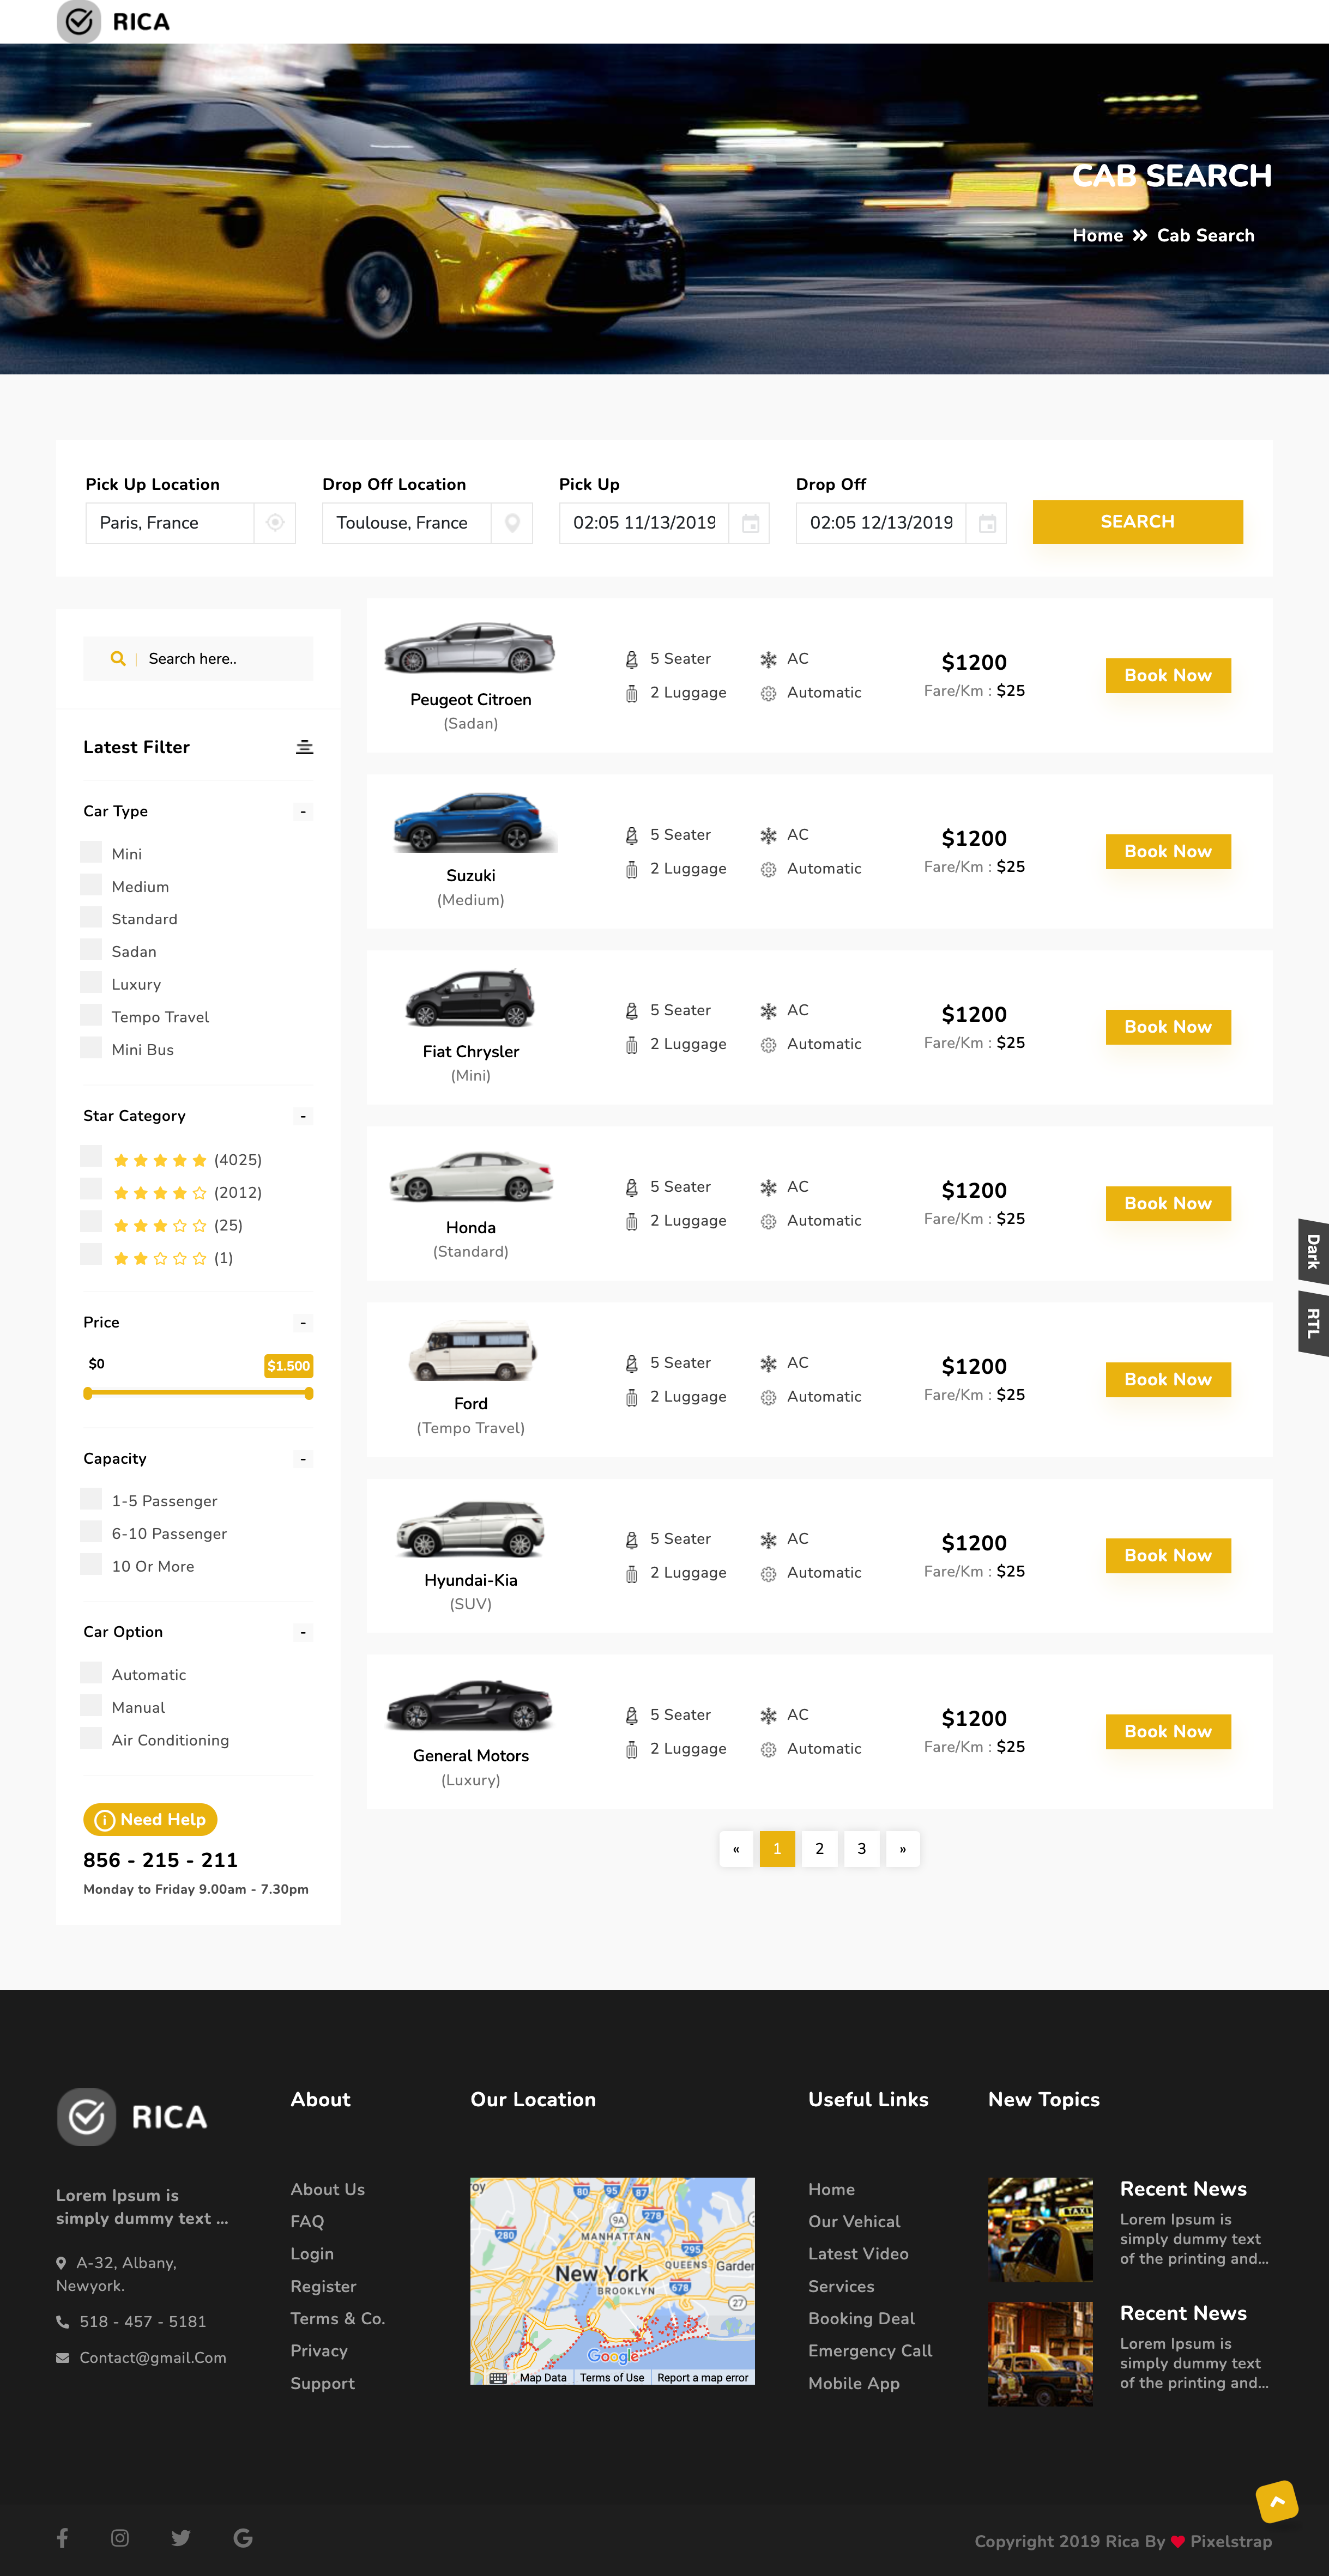 RICA
CAB SEARCH
Home » Cab Search
Pick Up Location
Paris, France
Drop Off Location
Toulouse, France
Pick Up
02:05 11/13/2019
Drop Off
02:05 12/13/2019
SEARCH
Search here..
Latest Filter
Car Type
-
Mini
Medium
Standard
Sadan
Luxury
Tempo Travel
Mini Bus
Star Category
-
(4025)
(2012)
(25)
(1)
Price
-
$0
$1.500
Capacity
-
1-5 Passenger
6-10 Passenger
10 Or More
Car Option
-
Automatic
Manual
Air Conditioning
Need Help
856 - 215 - 211
Monday to Friday 9.00am - 7.30pm
Peugeot Citroen
(Sadan)
5 Seater
AC
2 Luggage
Automatic
$1200
Fare/Km : $25
Book Now
Suzuki
(Medium)
5 Seater
AC
2 Luggage
Automatic
$1200
Fare/Km : $25
Book Now
Fiat Chrysler
(Mini)
5 Seater
AC
2 Luggage
Automatic
$1200
Fare/Km : $25
Book Now
Honda
(Standard)
5 Seater
AC
2 Luggage
Automatic
$1200
Fare/Km : $25
Book Now
Ford
(Tempo Travel)
5 Seater
AC
2 Luggage
Automatic
$1200
Fare/Km : $25
Book Now
Hyundai-Kia
(SUV)
5 Seater
AC
2 Luggage
Automatic
$1200
Fare/Km : $25
Book Now
General Motors
(Luxury)
5 Seater
AC
2 Luggage
Automatic
$1200
Fare/Km : $25
Book Now
« 1 2 3 »
Dark
RTL
RICA
Lorem Ipsum is
simply dummy text ...
A-32, Albany,
Newyork.
518 - 457 - 5181
Contact@gmail.Com
About
About Us
FAQ
Login
Register
Terms & Co.
Privacy
Support
Our Location
oy
80
95
87
9A
278
280
MANHATTAN
295
QUEENS
Garden
New York
BROOKLYN
678
27
Google
Map Data
Terms of Use
Report a map error
Useful Links
Home
Our Vehical
Latest Video
Services
Booking Deal
Emergency Call
Mobile App
New Topics
TAXI
Recent News
Lorem Ipsum is
simply dummy text
of the printing and...
Recent News
Lorem Ipsum is
simply dummy text
of the printing and...
Copyright 2019 Rica By ❤ Pixelstrap